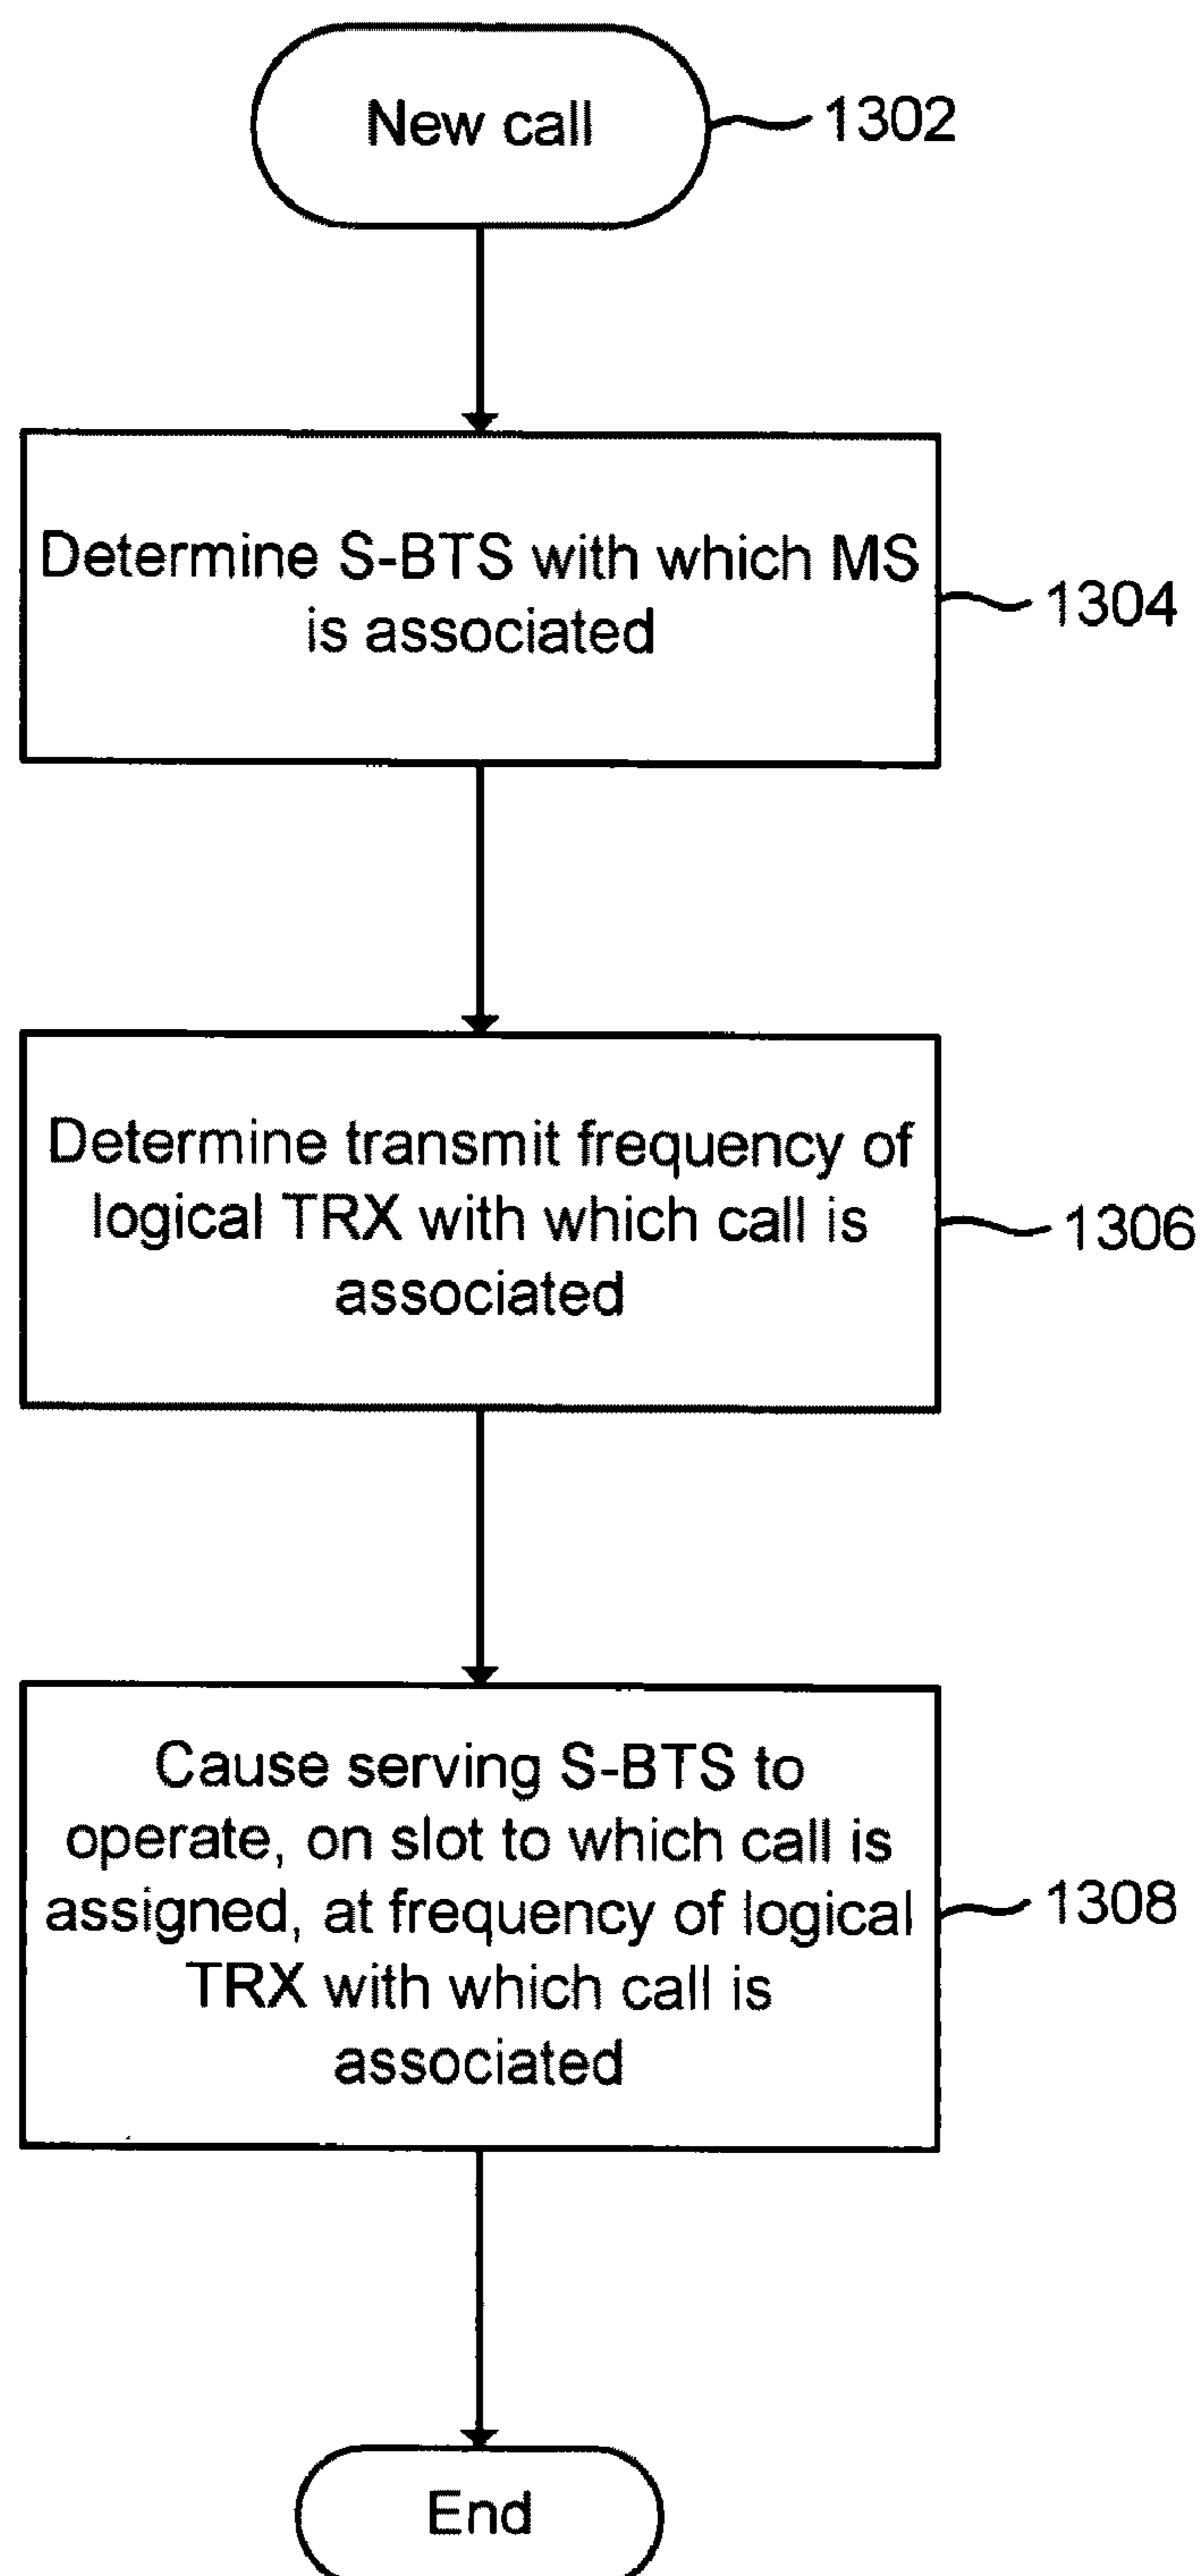 New call
1302
Determine S-BTS with which MS
is associated
1304
Determine transmit frequency of
logical TRX with which call is
associated
1306
Cause serving S-BTS to
operate, on slot to which call is
assigned, at frequency of logical
TRX with which call is
associated
1308
End